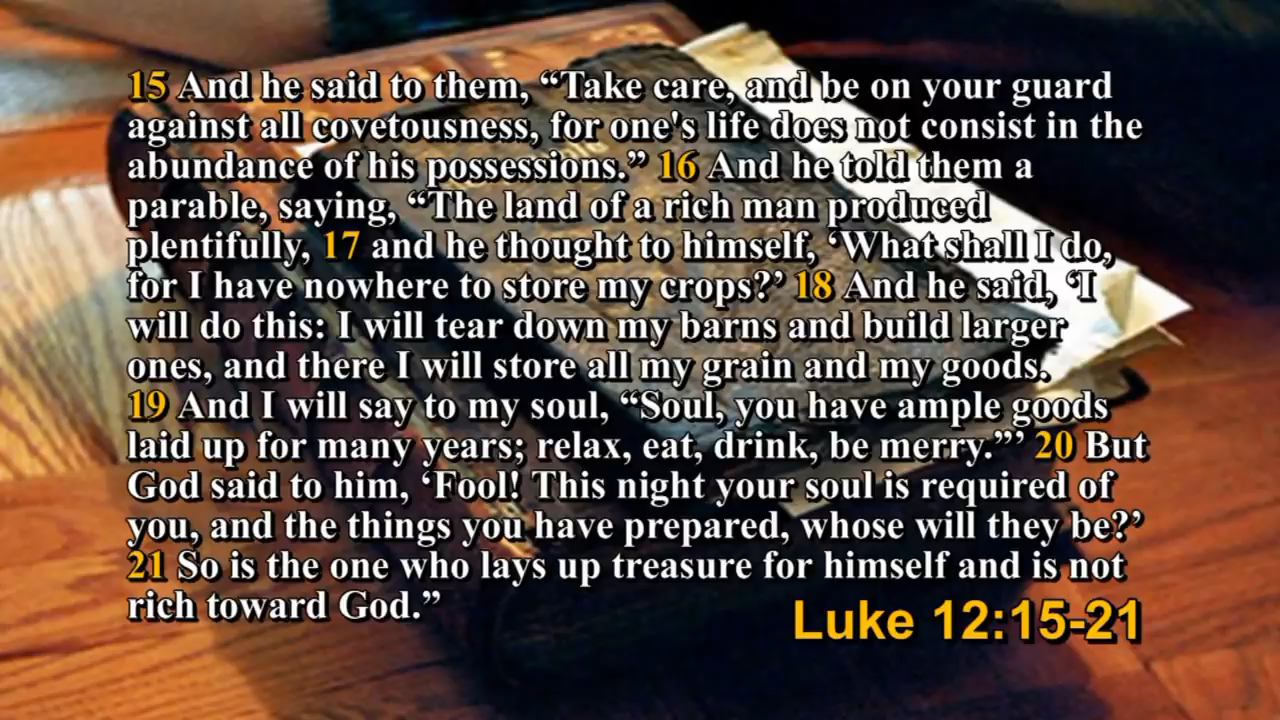 15 And he said to them, “Take care, and be on your guard
against all covetousness, for one's life does not consist in the
abundance of his possessions.” 16 And he told them a
parable, saying, “The land of a rich man produced
plentifully, 17 and he thought to himself, ‘What shall I do,
for I have nowhere to store my crops?’ 18 And he said, ‘I
will do this: I will tear down my barns and build larger
ones, and there I will store all my grain and my goods.
19 And I will say to my soul, “Soul, you have ample goods
laid up for many years; relax, eat, drink, be merry.”’ 20 But
God said to him, ‘Fool! This night your soul is required of
you, and the things you have prepared, whose will they be?’
21 So is the one who lays up treasure for himself and is not
rich toward God.”
Luke 12:15-21